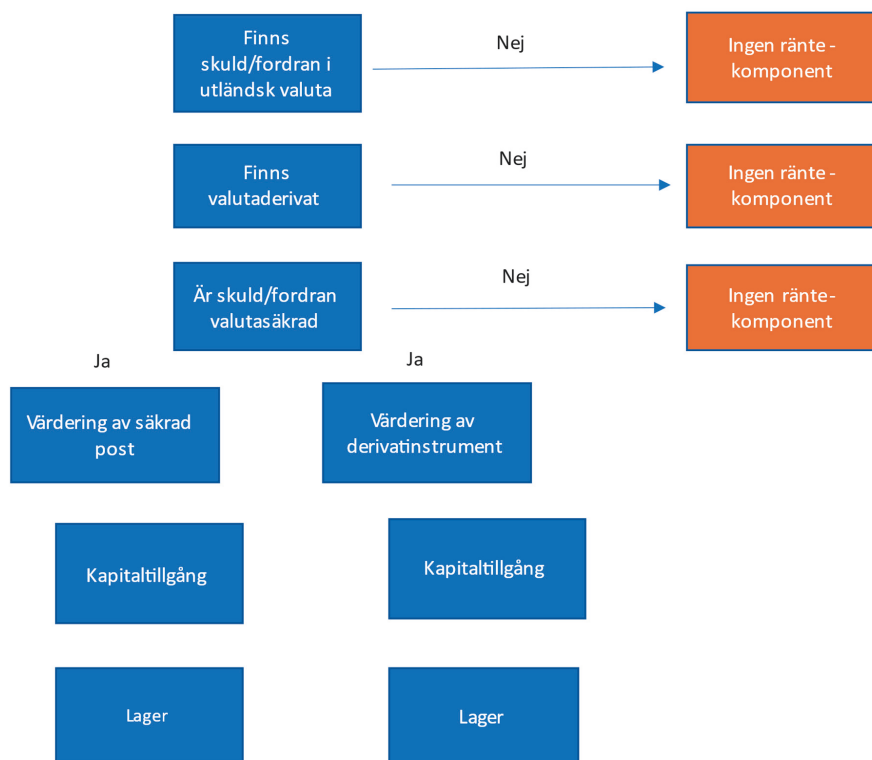 Finns
skuld/fordran i
utländsk valuta
Nej
Ingen ränte -
komponent
Finns
valutaderivat
Nej
Ingen ränte -
komponent
Är skuld/fordran
valutasäkrad
Nej
Ingen ränte-
komponent
Ja
Ja
Värdering av säkrad
post
Värdering av
derivatinstrument
Kapitaltillgång
Kapitaltillgång
Lager
Lager